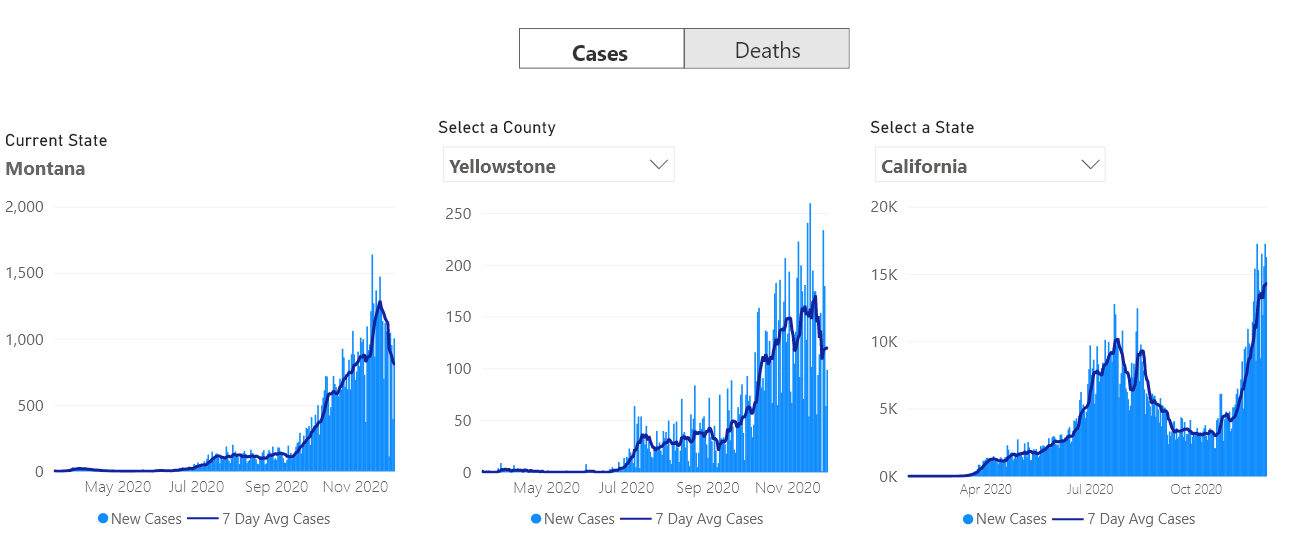 Cases
Deaths
Current State
Montana
2,000
1,500
1,000
500
0
May 2020 Jul 2020 Sep 2020 Nov 2020
New Cases 7 Day Avg Cases
Select a County
Yellowstone
250
200
150
100
50
0
May 2020 Jul 2020 Sep 2020 Nov 2020
New Cases 7 Day Avg Cases
Select a State
California
20K
15K
10K
5K
0K
Apr 2020 Jul 2020 Oct 2020
New Cases 7 Day Avg Cases